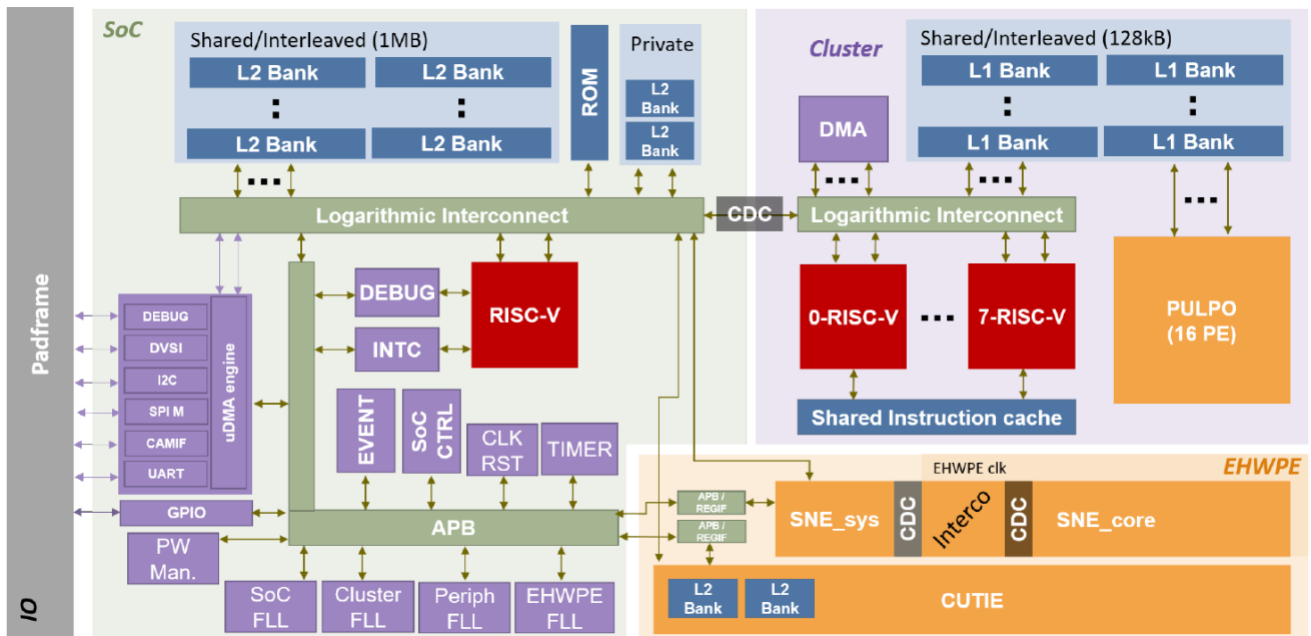 IO
Padframe
SoC
Shared/Interleaved (1MB)
L2 Bank
L2 Bank
L2 Bank
L2 Bank
ROM
Private
L2
Bank
L2
Bank
Logarithmic Interconnect
CDC
DEBUG
INTC
RISC-V
DEBUG
DVSI
I2C
SPI M
CAMIF
UART
uDMA engine
GPIO
PW
Man.
EVENT
SoC
CTRL
CLK
RST
TIMER
APB
SoC
FLL
Cluster
FLL
Periph
FLL
EHWPE
FLL
Cluster
Shared/Interleaved (128kB)
L1 Bank
L1 Bank
L1 Bank
L1 Bank
DMA
Logarithmic Interconnect
0-RISC-V
7-RISC-V
PULPO
(16 PE)
Shared Instruction cache
EHWPE clk
EHWPE
APB /
REGIF
APB /
REGIF
SNE_sys
CDC
Interco
CDC
SNE_core
L2
Bank
L2
Bank
CUTIE